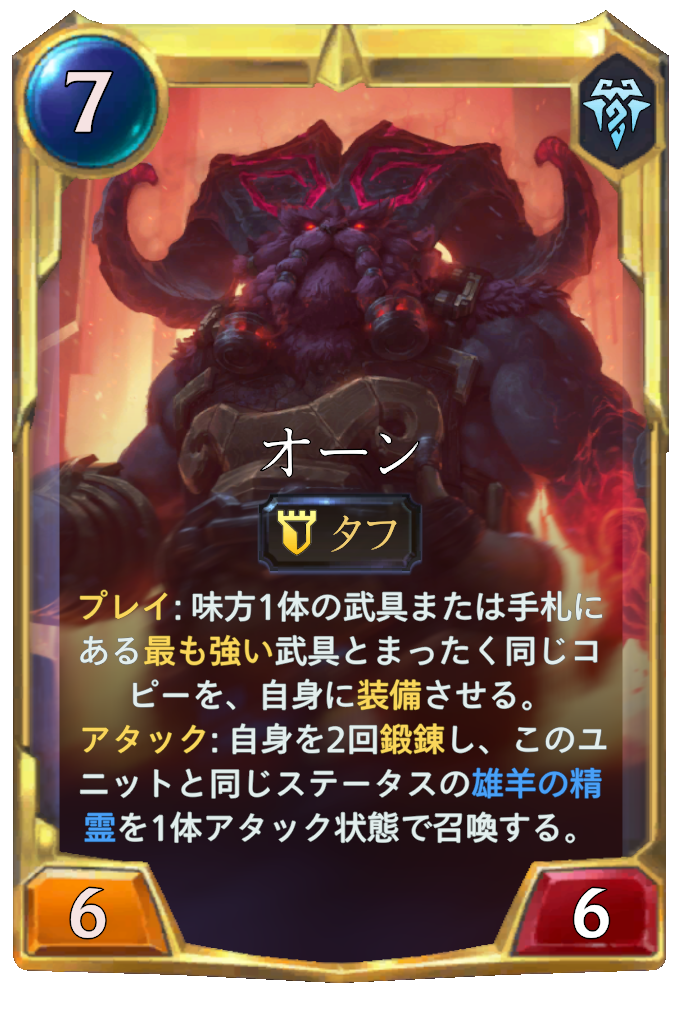 7
オーン
タフ
プレイ: 味方1体の武具または手札に
ある最も強い武具とまったく同じコ
ピーを、自身に装備させる。
アタック: 自身を2回鍛錬し、このユ
ニットと同じステータスの雄羊の精
霊を1体アタック状態で召喚する。
6
6